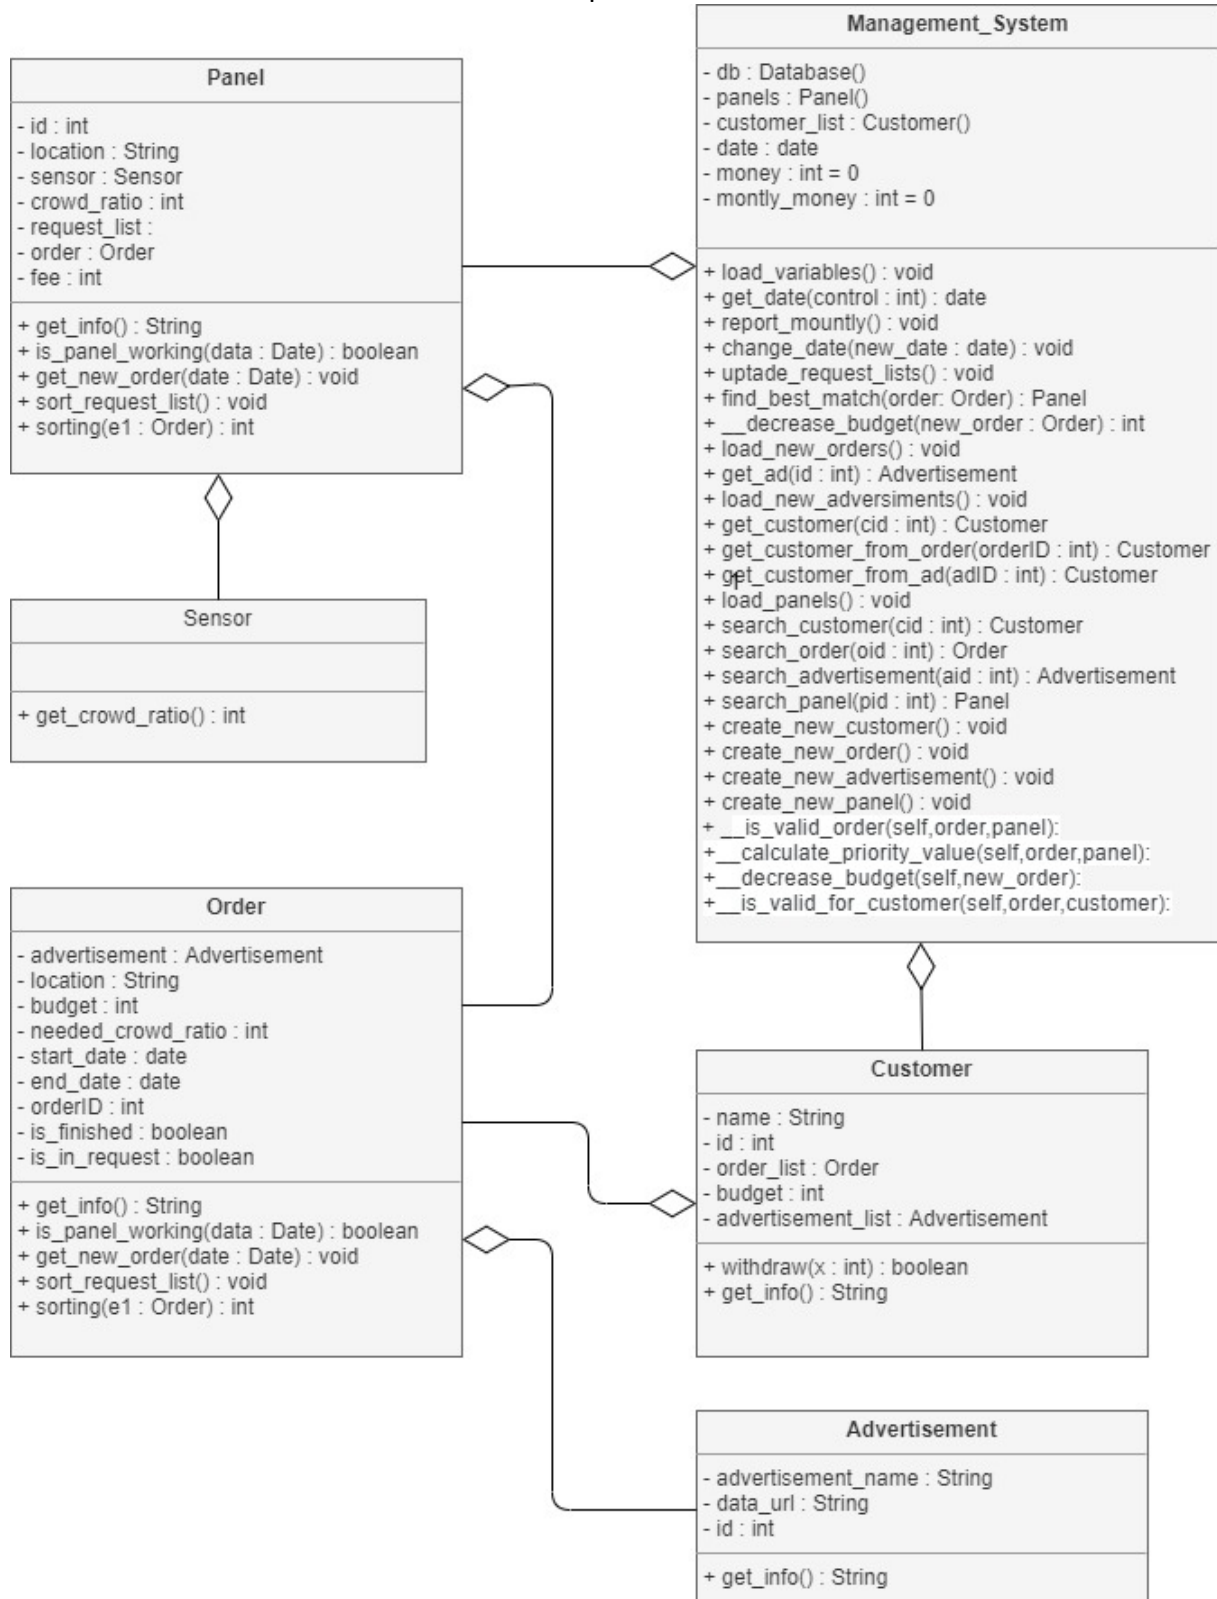 Panel
- id : int
- location : String
- sensor : Sensor
- crowd_ratio : int
- request_list :
- order : Order
- fee : int
+ get_info() : String
+ is_panel_working(data : Date) : boolean
+ get_new_order(date : Date) : void
+ sort_request_list() : void
+ sorting(e1 : Order) : int
Management_System
- db : Database()
- panels : Panel()
- customer_list : Customer()
- date : date
- money : int = 0
- montly_money : int = 0
+ load_variables() : void
+ get_date(control : int) : date
+ report_mountly() : void
+ change_date(new_date : date) : void
+ uptade_request_lists() : void
+ find_best_match(order: Order) : Panel
+ __decrease_budget(new_order : Order) : int
+ load_new_orders() : void
+ get_ad(id : int) : Advertisement
+ load_new_adversiments() : void
+ get_customer(cid : int) : Customer
+ get_customer_from_order(orderID : int) : Customer
+ get_customer_from_ad(adID : int) : Customer
+ load_panels() : void
+ search_customer(cid : int) : Customer
+ search_order(oid : int) : Order
+ search_advertisement(aid : int) : Advertisement
+ search_panel(pid : int) : Panel
+ create_new_customer() : void
+ create_new_order() : void
+ create_new_advertisement() : void
+ create_new_panel() : void
+ __is_valid_order(self,order,panel):
+__calculate_priority_value(self,order,panel):
+__decrease_budget(self,new_order):
+__is_valid_for_customer(self,order,customer):
Sensor
+ get_crowd_ratio() : int
Order
- advertisement : Advertisement
- location : String
- budget : int
- needed_crowd_ratio : int
- start_date : date
- end_date : date
- orderID : int
- is_finished : boolean
- is_in_request : boolean
+ get_info() : String
+ is_panel_working(data : Date) : boolean
+ get_new_order(date : Date) : void
+ sort_request_list() : void
+ sorting(e1 : Order) : int
Customer
- name : String
- id : int
- order_list : Order
- budget : int
- advertisement_list : Advertisement
+ withdraw(x : int) : boolean
+ get_info() : String
Advertisement
- advertisement_name : String
- data_url : String
- id : int
+ get_info() : String